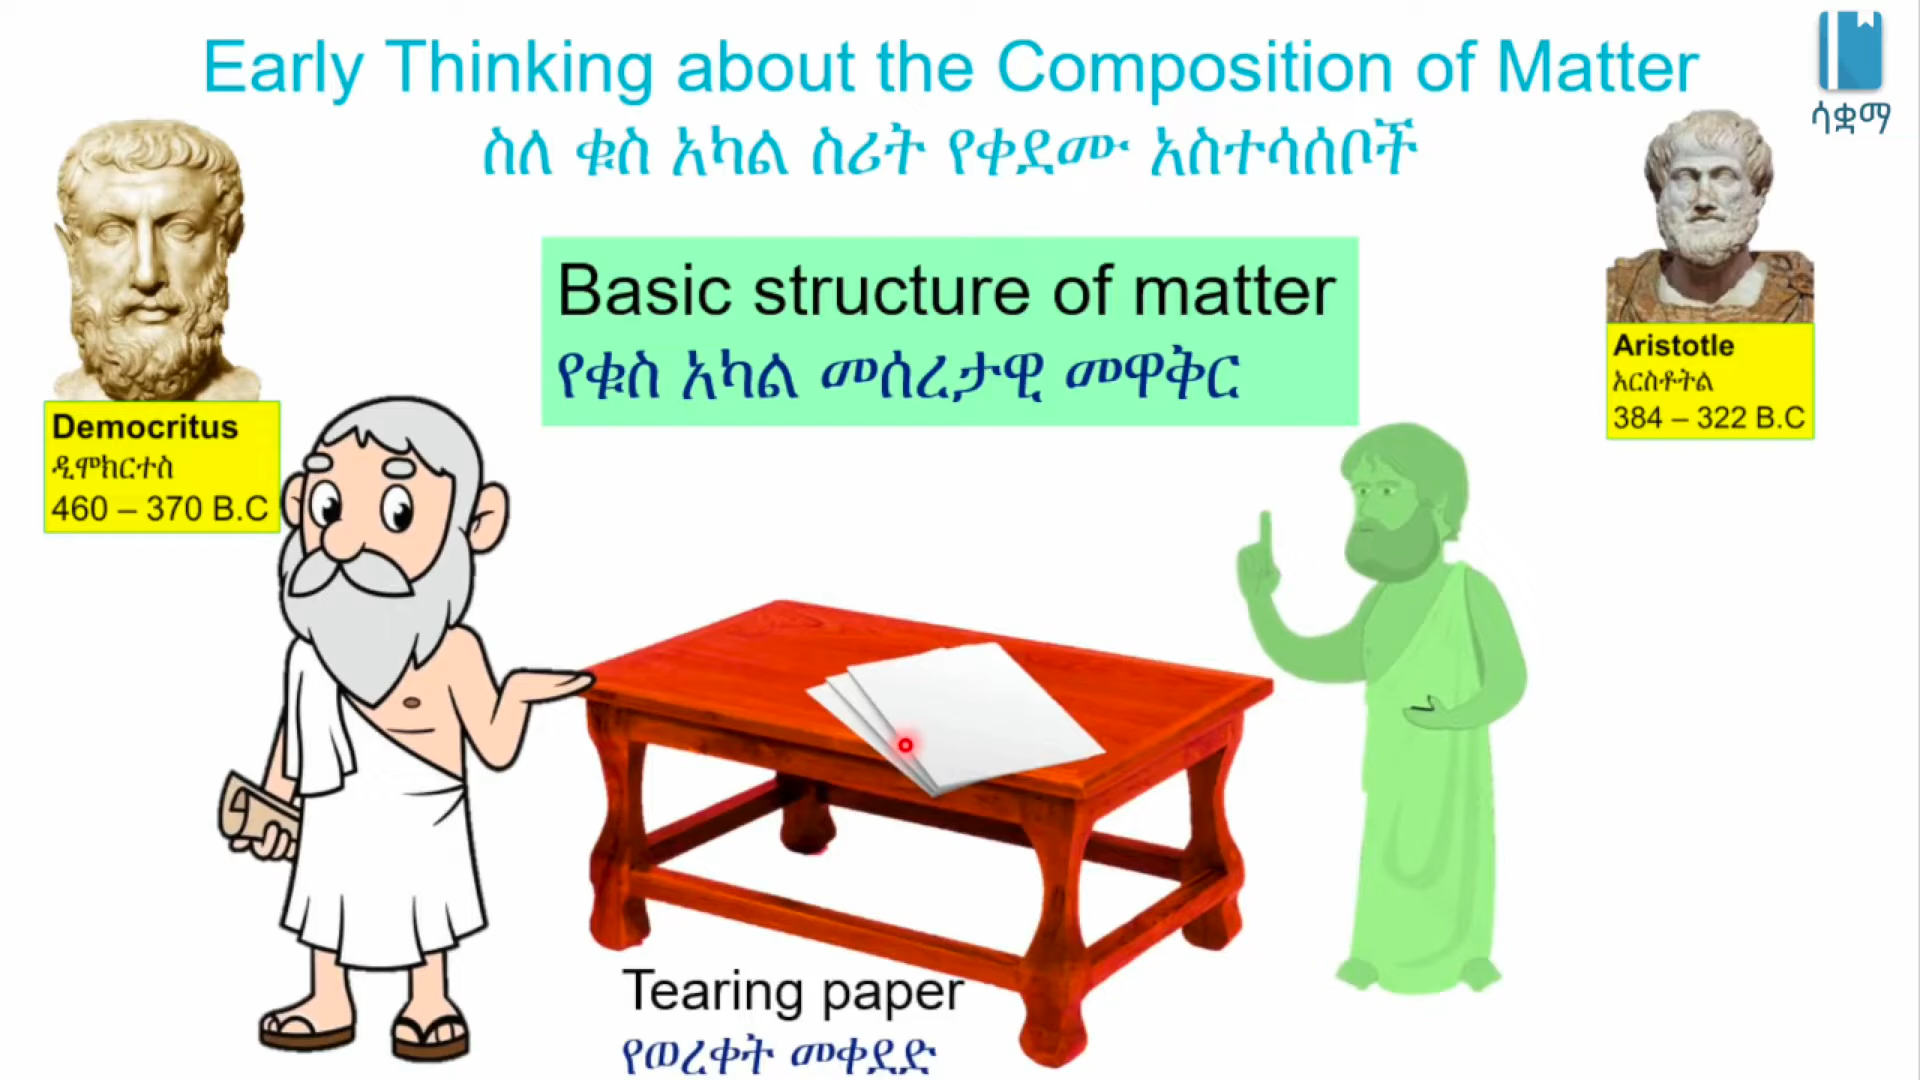 Early Thinking about the Composition of Matter
ስለ ቁስ አካል ስሪት የቀደሙ አስተሳሰቦች
ሳቋማ
Basic structure of matter
የቁስ አካል መሰረታዊ መዋቅር
Democritus
ዲሞክርተስ
460 – 370 B.C
Aristotle
አርስቶትል
384 – 322 B.C
Tearing paper
የወረቀት መቀደድ